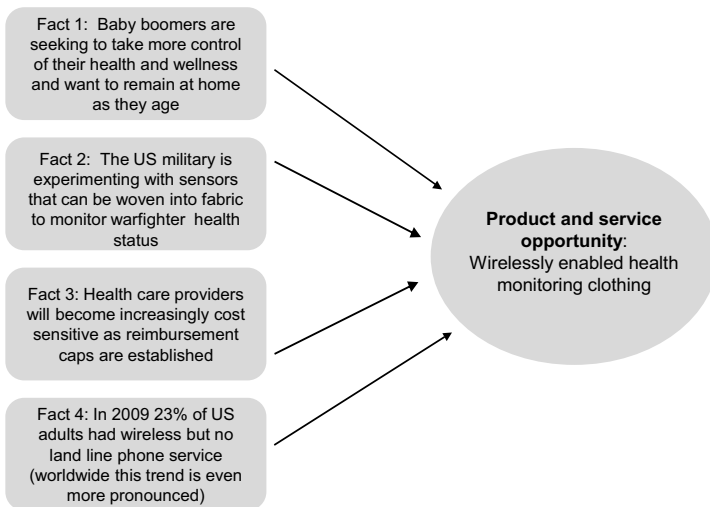 Fact 1:  Baby boomers are
seeking to take more control
of their health and wellness
and want to remain at home
as they age
Fact 2:  The US military is
experimenting with sensors
that can be woven into fabric
to monitor warfighter  health
status
Fact 3: Health care providers
will become increasingly cost
sensitive as reimbursement
caps are established
Fact 4: In 2009 23% of US
adults had wireless but no
land line phone service
(worldwide this trend is even
more pronounced)
Product and service
opportunity:
Wirelessly enabled health
monitoring clothing